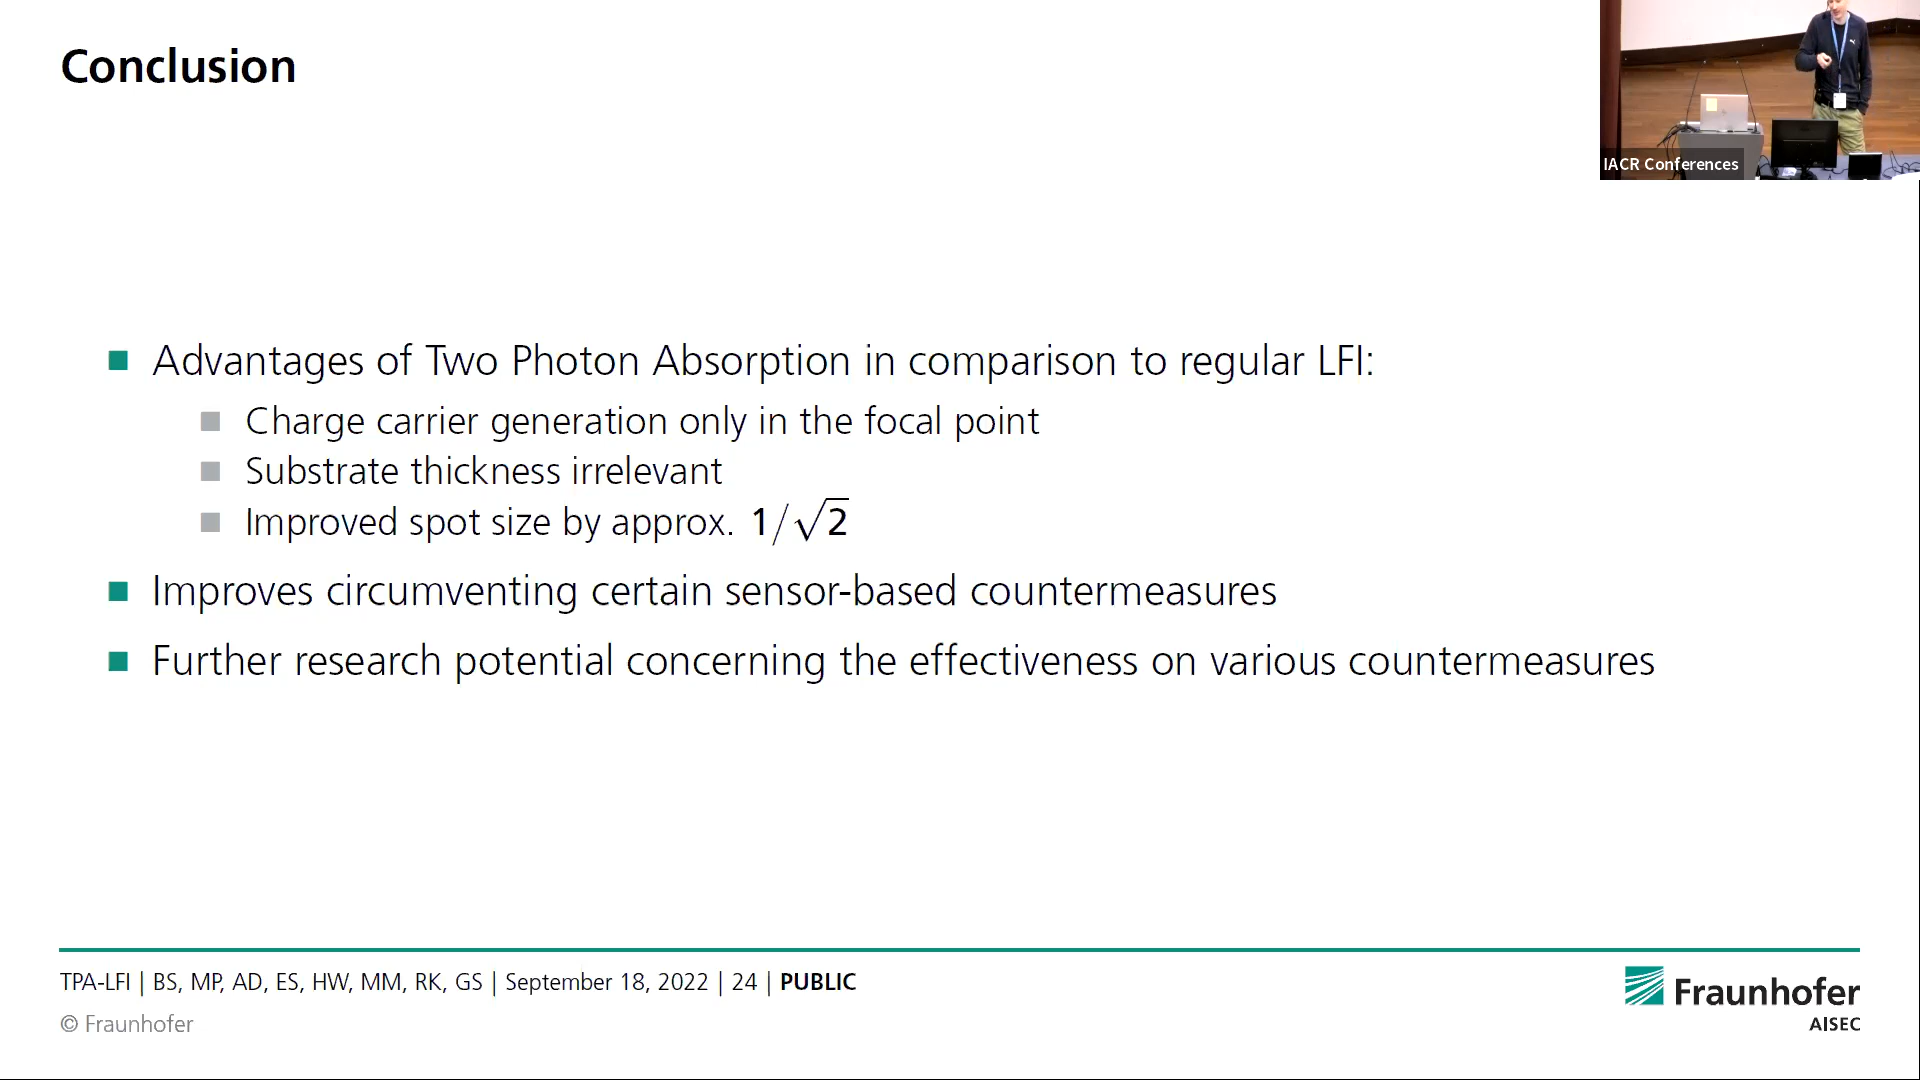 Conclusion
IACR Conferences
Advantages of Two Photon Absorption in comparison to regular LFI:
Charge carrier generation only in the focal point
Substrate thickness irrelevant
Improved spot size by approx. 1/√2
Improves circumventing certain sensor-based countermeasures
Further research potential concerning the effectiveness on various countermeasures
TPA-LFI | BS, MP, AD, ES, HW, MM, RK, GS | September 18, 2022 | 24 | PUBLIC
© Fraunhofer
Fraunhofer
AISEC